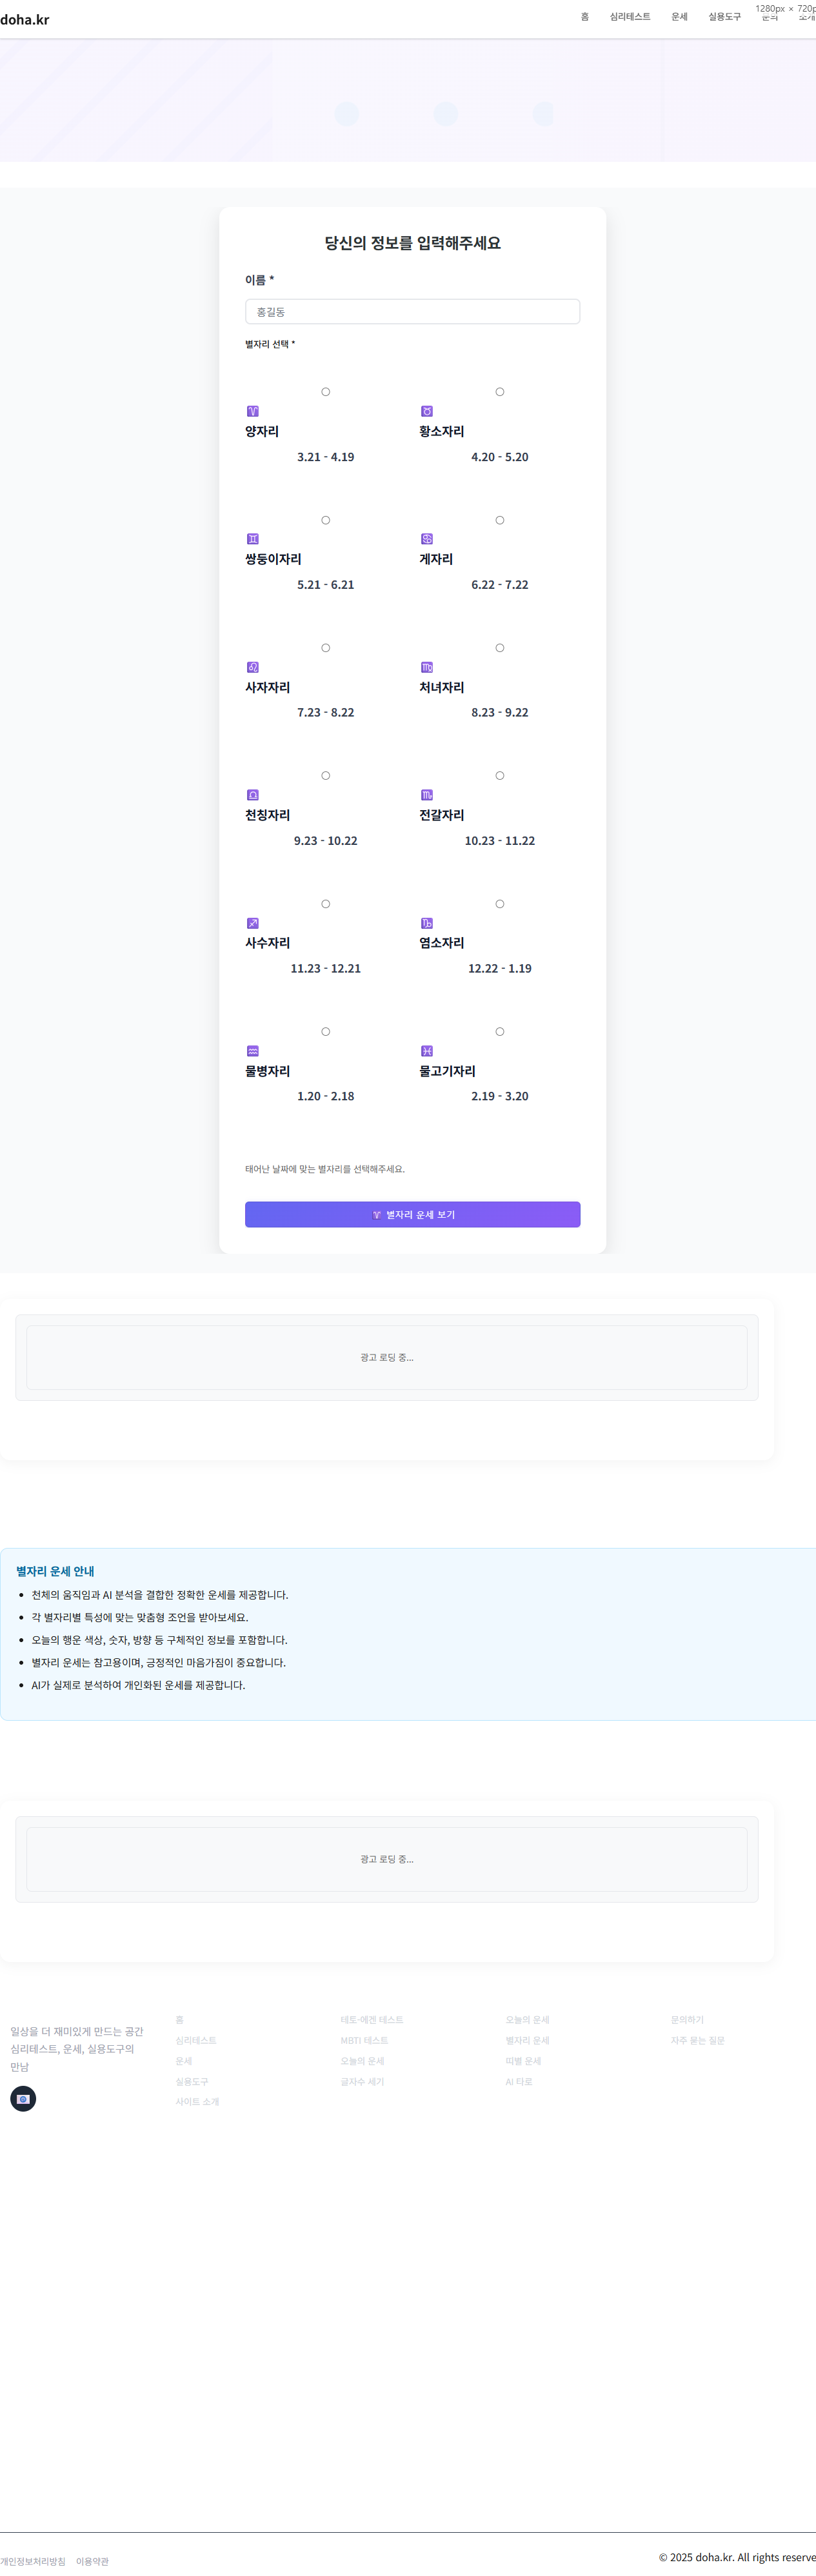 doha.kr
홈 심리테스트 운세 실용도구 문의
1280px × 720p
당신의 정보를 입력해주세요
이름 *
홍길동
별자리 선택 *
♈ ♉
양자리 황소자리
3.21 - 4.19 4.20 - 5.20
♊ ♋
쌍둥이자리 게자리
5.21 - 6.21 6.22 - 7.22
♌ ♍
사자자리 처녀자리
7.23 - 8.22 8.23 - 9.22
♎ ♏
천칭자리 전갈자리
9.23 - 10.22 10.23 - 11.22
♐ ♑
사수자리 염소자리
11.23 - 12.21 12.22 - 1.19
♒ ♓
물병자리 물고기자리
1.20 - 2.18 2.19 - 3.20
태어난 날짜에 맞는 별자리를 선택해주세요.
♈ 별자리 운세 보기
광고 로딩 중...
별자리 운세 안내
• 천체의 움직임과 AI 분석을 결합한 정확한 운세를 제공합니다.
• 각 별자리별 특성에 맞는 맞춤형 조언을 받아보세요.
• 오늘의 행운 색상, 숫자, 방향 등 구체적인 정보를 포함합니다.
• 별자리 운세는 참고용이며, 긍정적인 마음가짐이 중요합니다.
• AI가 실제로 분석하여 개인화된 운세를 제공합니다.
광고 로딩 중...
일상을 더 재미있게 만드는 공간
심리테스트, 운세, 실용도구의
만남
홈
심리테스트
운세
실용도구
사이트 소개
테토-에겐 테스트
MBTI 테스트
오늘의 운세
글자수 세기
오늘의 운세
별자리 운세
띠별 운세
AI 타로
문의하기
자주 묻는 질문
개인정보처리방침 이용약관
© 2025 doha.kr. All rights reserve